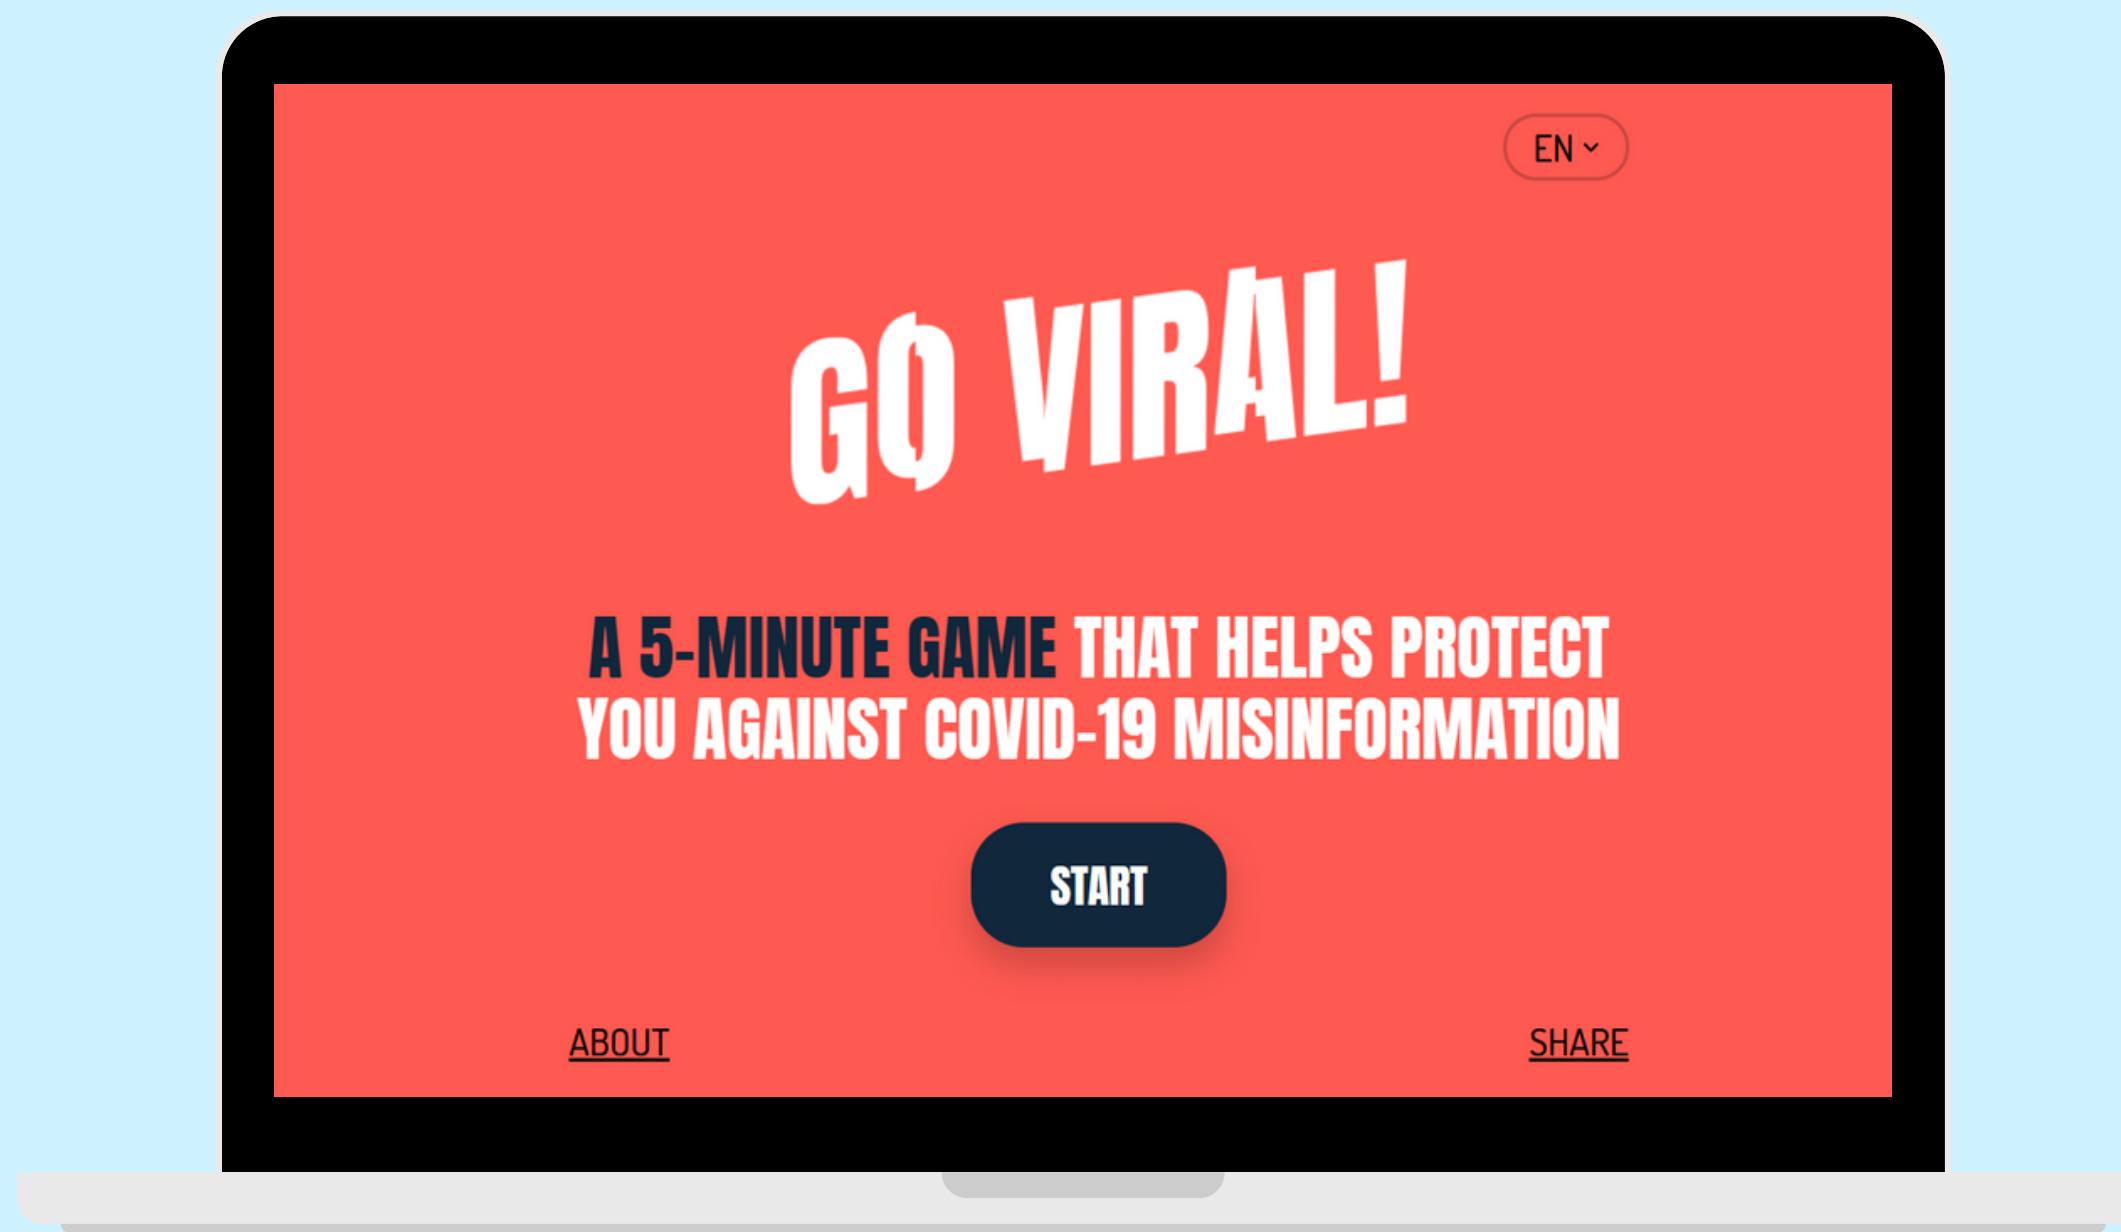 EN
GO VIRAL!
A 5-MINUTE GAME THAT HELPS PROTECT
YOU AGAINST COVID-19 MISINFORMATION
START
ABOUT
SHARE